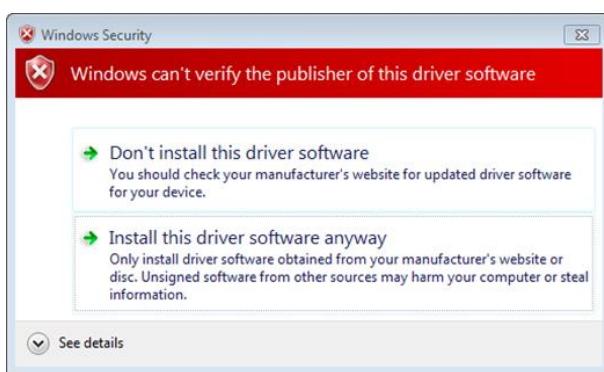 Windows Security
Windows can't verify the publisher of this driver software
Don't install this driver software
You should check your manufacturer's website for updated driver software
for your device.
Install this driver software anyway
Only install driver software obtained from your manufacturer's website or
disc. Unsigned software from other sources may harm your computer or steal
information.
See details